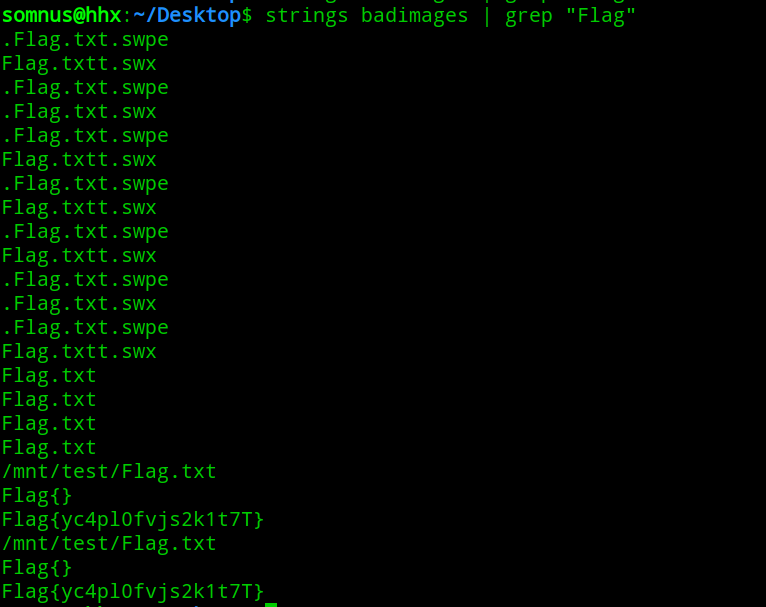 somnus@hhx:~/Desktop$ strings badimages | grep "Flag"
.Flag.txt.swpe
Flag.txtt.swx
.Flag.txt.swpe
.Flag.txt.swx
.Flag.txt.swpe
Flag.txtt.swx
.Flag.txt.swpe
Flag.txtt.swx
.Flag.txt.swpe
Flag.txtt.swx
.Flag.txt.swpe
.Flag.txt.swx
.Flag.txt.swpe
Flag.txtt.swx
Flag.txt
Flag.txt
Flag.txt
Flag.txt
/mnt/test/Flag.txt
Flag{}
Flag{yc4pl0fvjs2k1t7T}
/mnt/test/Flag.txt
Flag{}
Flag{yc4pl0fvjs2k1t7T}